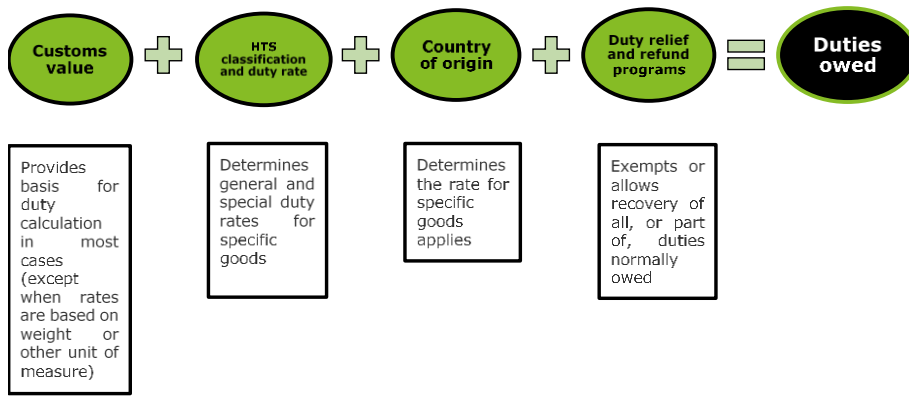 Customs
value
HTS
classification
and duty rate
Country
of origin
Duty relief
and refund
programs
Duties
owed
Provides
basis for
duty
calculation
in most
cases
(except
when rates
are based on
weight or
other unit of
measure)
Determines
general and
special duty
rates for
specific
goods
Determines
the rate for
specific
goods
applies
Exempts or
allows
recovery of
all, or part
of, duties
normally
owed